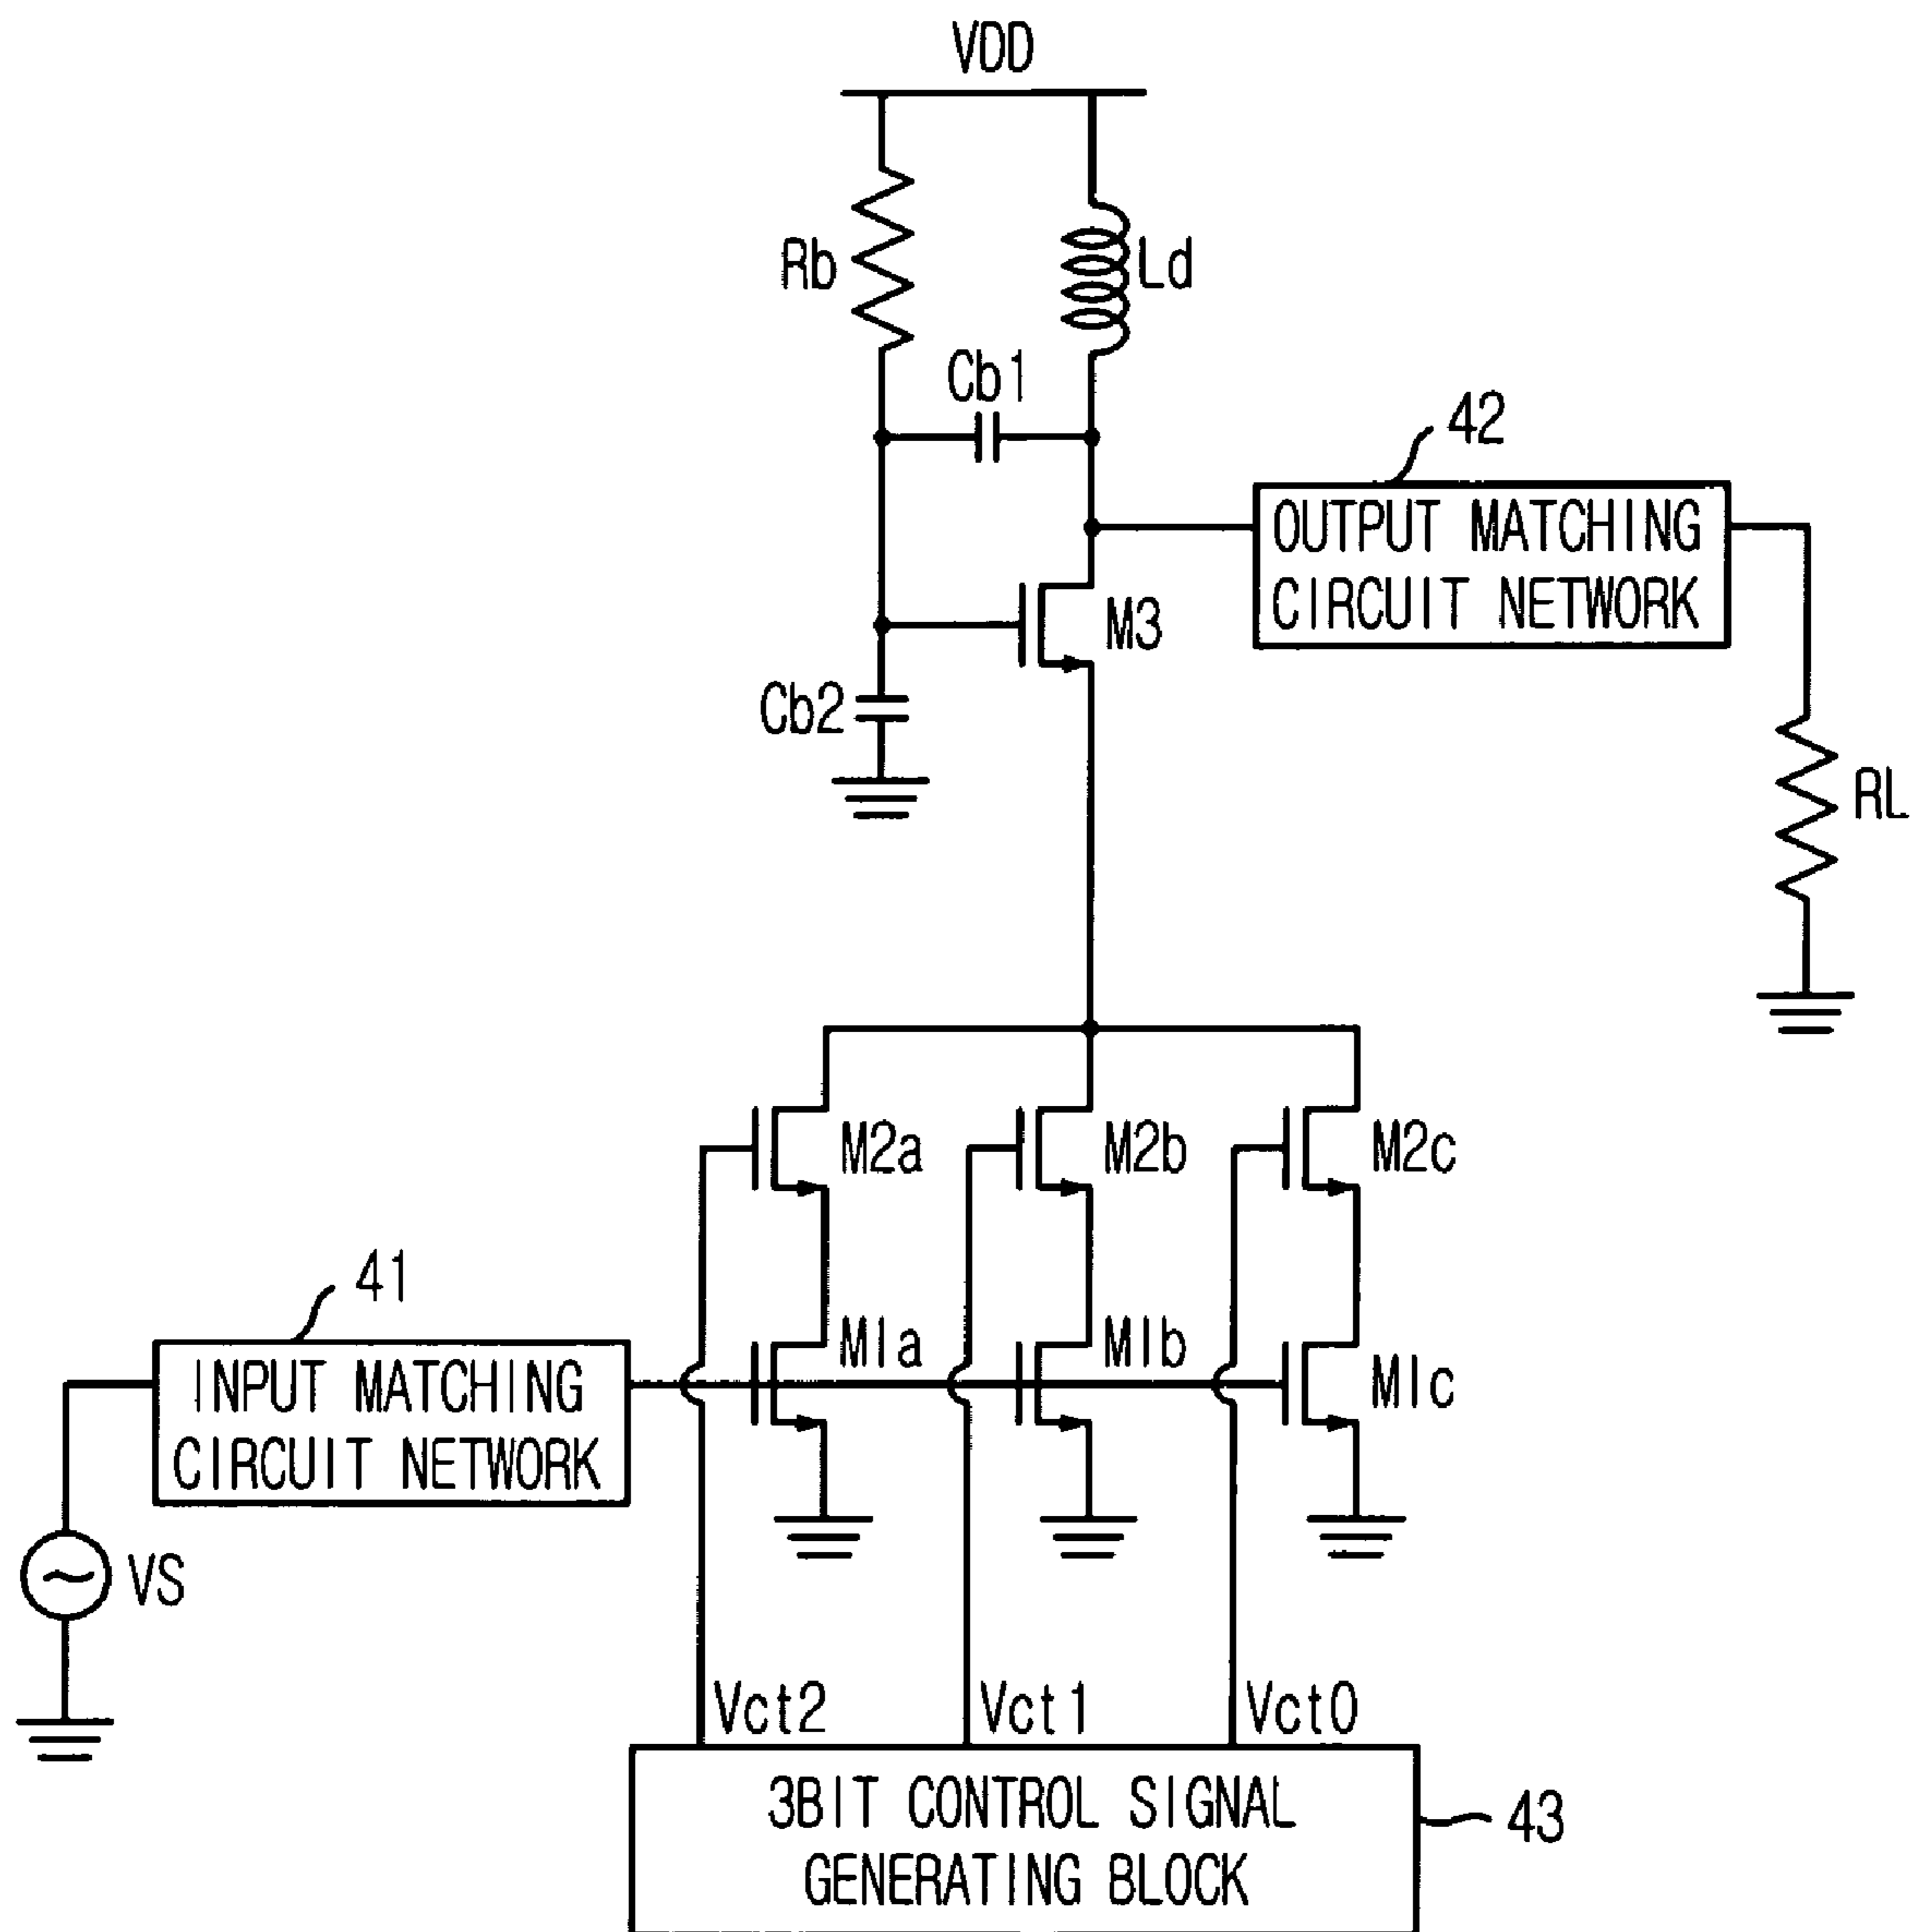 VDD
Rb
Ld
Cb1
42
OUTPUT MATCHING
CIRCUIT NETWORK
M3
Cb2
RL
M2a
M2b
M2c
41
M1a
M1b
M1c
INPUT MATCHING
CIRCUIT NETWORK
VS
Vct2
Vct1
Vct0
3BIT CONTROL SIGNAL
GENERATING BLOCK
43